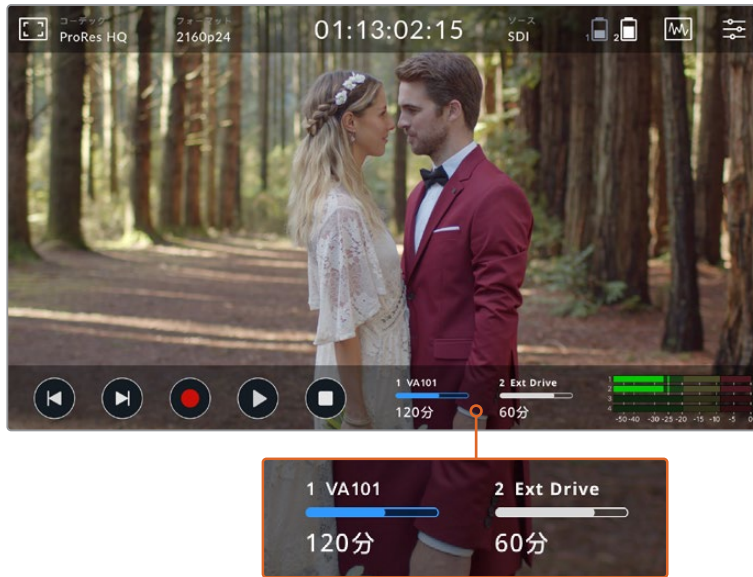 コーデック
ProRes HQ
フォーマット
2160p24
01:13:02:15
ソース
SDI
1
2
1 VA101
120分
2 Ext Drive
60分
1
2
3
4
-50 -40 -30 -25 -20 -15 -10 -5 0
1 VA101
2 Ext Drive
120分
60分